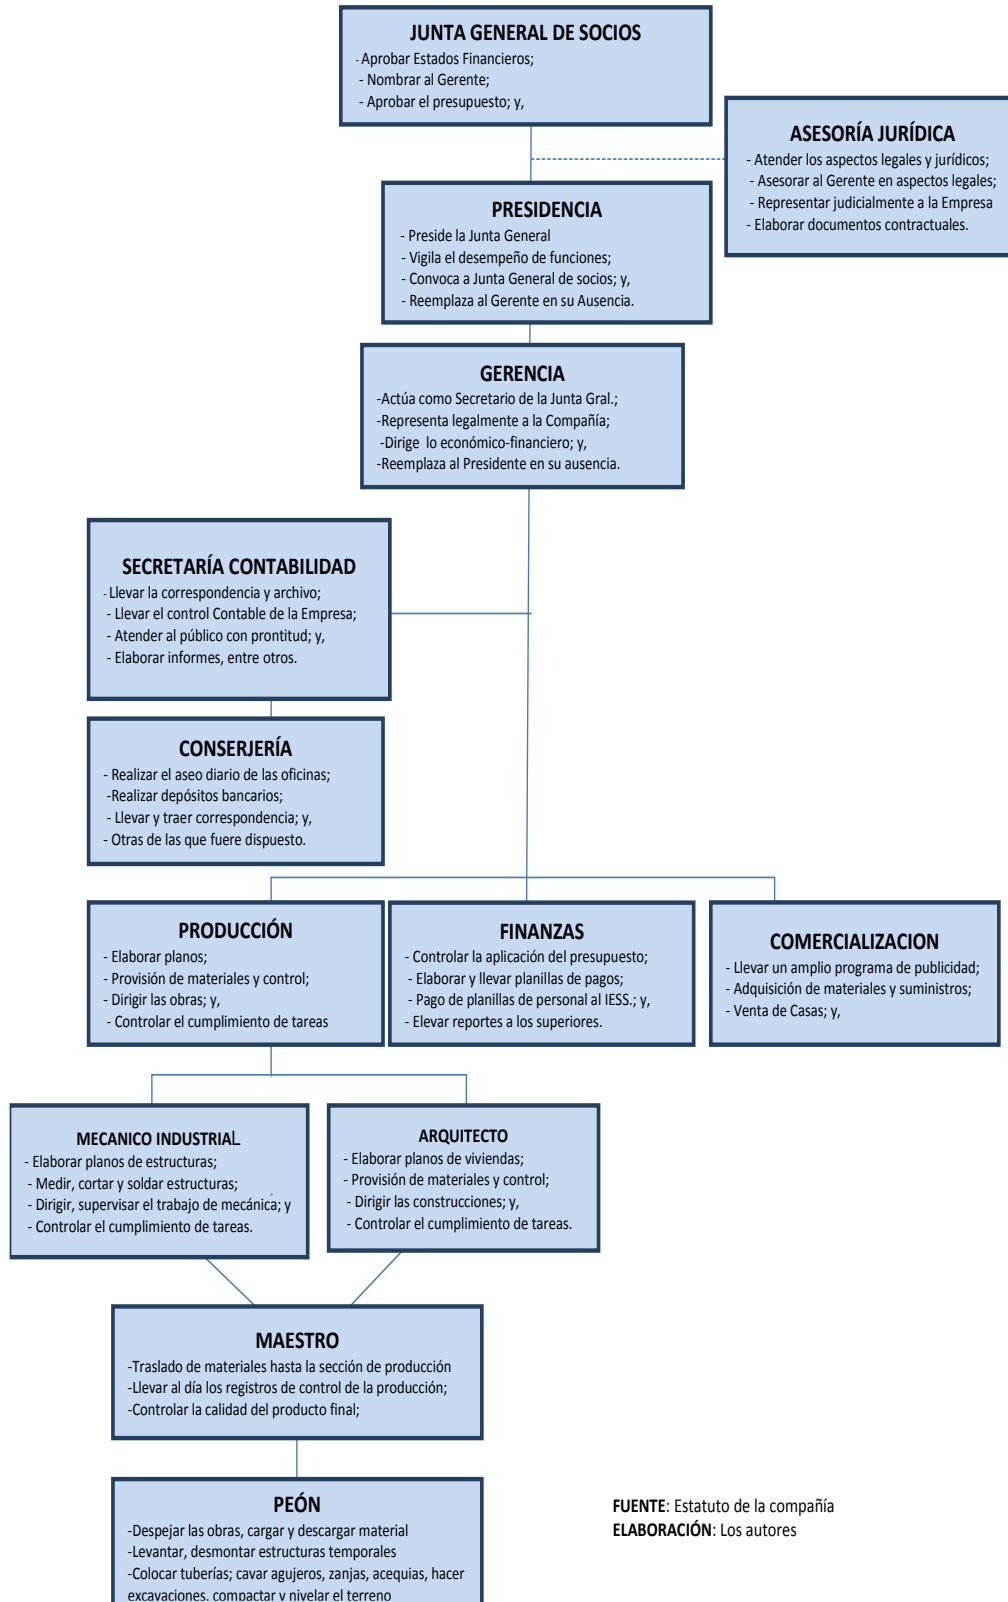 JUNTA GENERAL DE SOCIOS
- Aprobar Estados Financieros;
- Nombrar al Gerente;
- Aprobar el presupuesto; y,
ASESORÍA JURÍDICA
- Atender los aspectos legales y jurídicos;
- Asesorar al Gerente en aspectos legales;
- Representar judicialmente a la Empresa
- Elaborar documentos contractuales.
PRESIDENCIA
- Preside la Junta General
- Vigila el desempeño de funciones;
- Convoca a Junta General de socios; y,
- Reemplaza al Gerente en su Ausencia.
GERENCIA
-Actúa como Secretario de la Junta Gral.;
-Representa legalmente a la Compañía;
-Dirige lo económico-financiero; y,
-Reemplaza al Presidente en su ausencia.
SECRETARÍA CONTABILIDAD
- Llevar la correspondencia y archivo;
- Llevar el control Contable de la Empresa;
- Atender al público con prontitud; y,
- Elaborar informes, entre otros.
CONSERJERÍA
- Realizar el aseo diario de las oficinas;
-Realizar depósitos bancarios;
- Llevar y traer correspondencia; y,
- Otras de las que fuere dispuesto.
PRODUCCIÓN
- Elaborar planos;
- Provisión de materiales y control;
- Dirigir las obras; y,
- Controlar el cumplimiento de tareas
FINANZAS
- Controlar la aplicación del presupuesto;
- Elaborar y llevar planillas de pagos;
- Pago de planillas de personal al IESS.; y,
- Elevar reportes a los superiores.
COMERCIALIZACION
- Llevar un amplio programa de publicidad;
- Adquisición de materiales y suministros;
- Venta de Casas; y,
MECANICO INDUSTRIAL
- Elaborar planos de estructuras;
- Medir, cortar y soldar estructuras;
- Dirigir, supervisar el trabajo de mecánica; y
- Controlar el cumplimiento de tareas.
ARQUITECTO
- Elaborar planos de viviendas;
- Provisión de materiales y control;
- Dirigir las construcciones; y,
- Controlar el cumplimiento de tareas.
MAESTRO
-Traslado de materiales hasta la sección de producción
-Llevar al día los registros de control de la producción;
-Controlar la calidad del producto final;
PEÓN
-Despejar las obras, cargar y descargar material
-Levantar, desmontar estructuras temporales
-Colocar tuberías; cavar agujeros, zanjas, acequias, hacer
excavaciones, compactar y nivelar el terreno
FUENTE: Estatuto de la compañía
ELABORACIÓN: Los autores